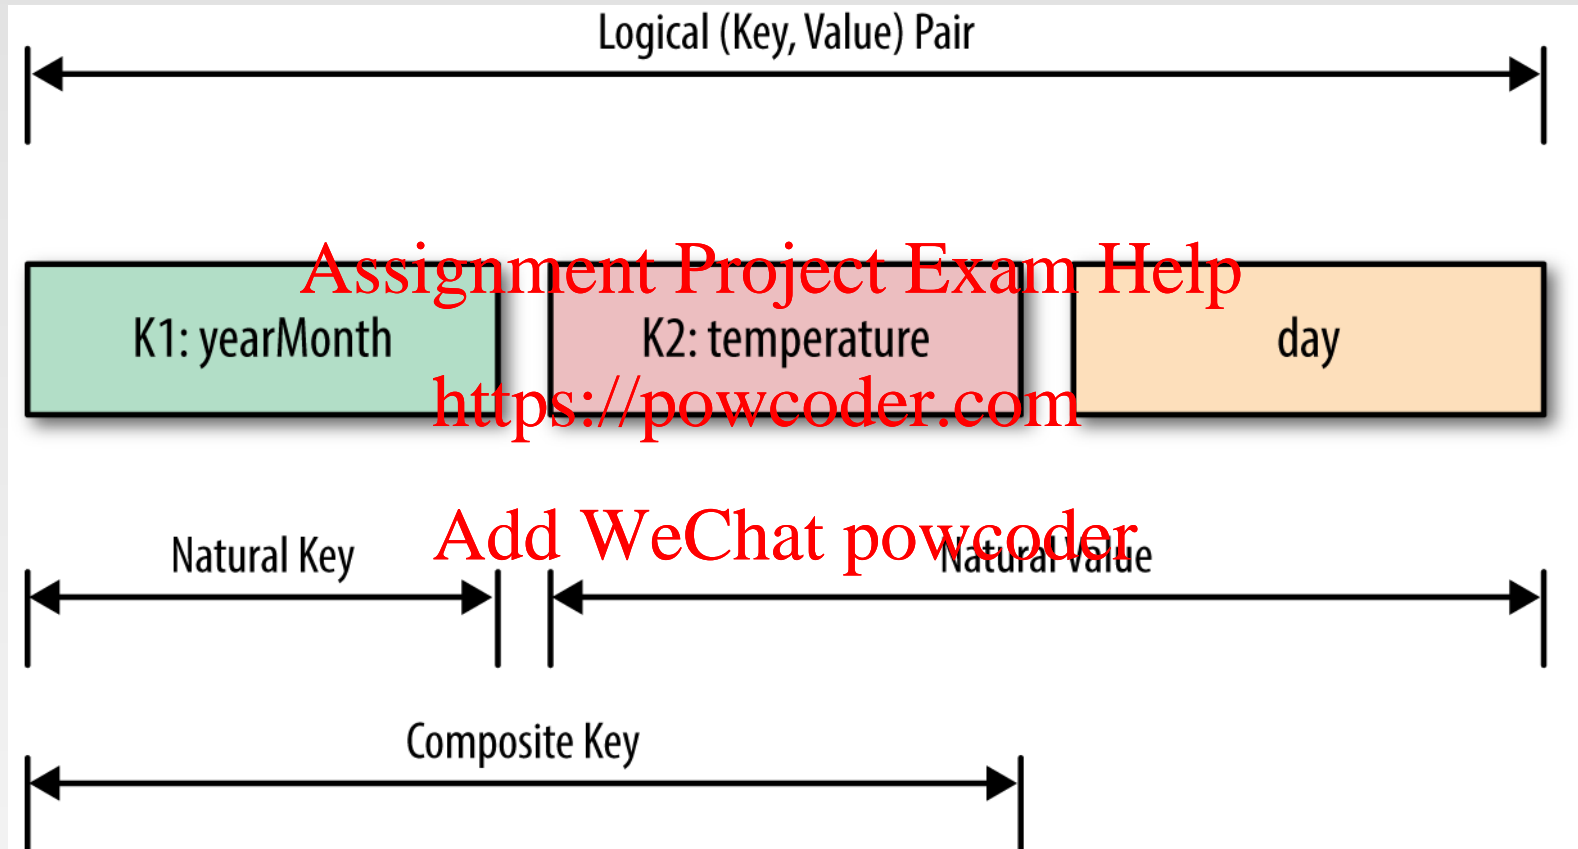 Logical (Key, Value) Pair
Assignment Project Exam Help
K1: yearMonth
K2: temperature
day
https://powcoder.com
Add WeChat powcoder
Natural Key
Natural Value
Composite Key